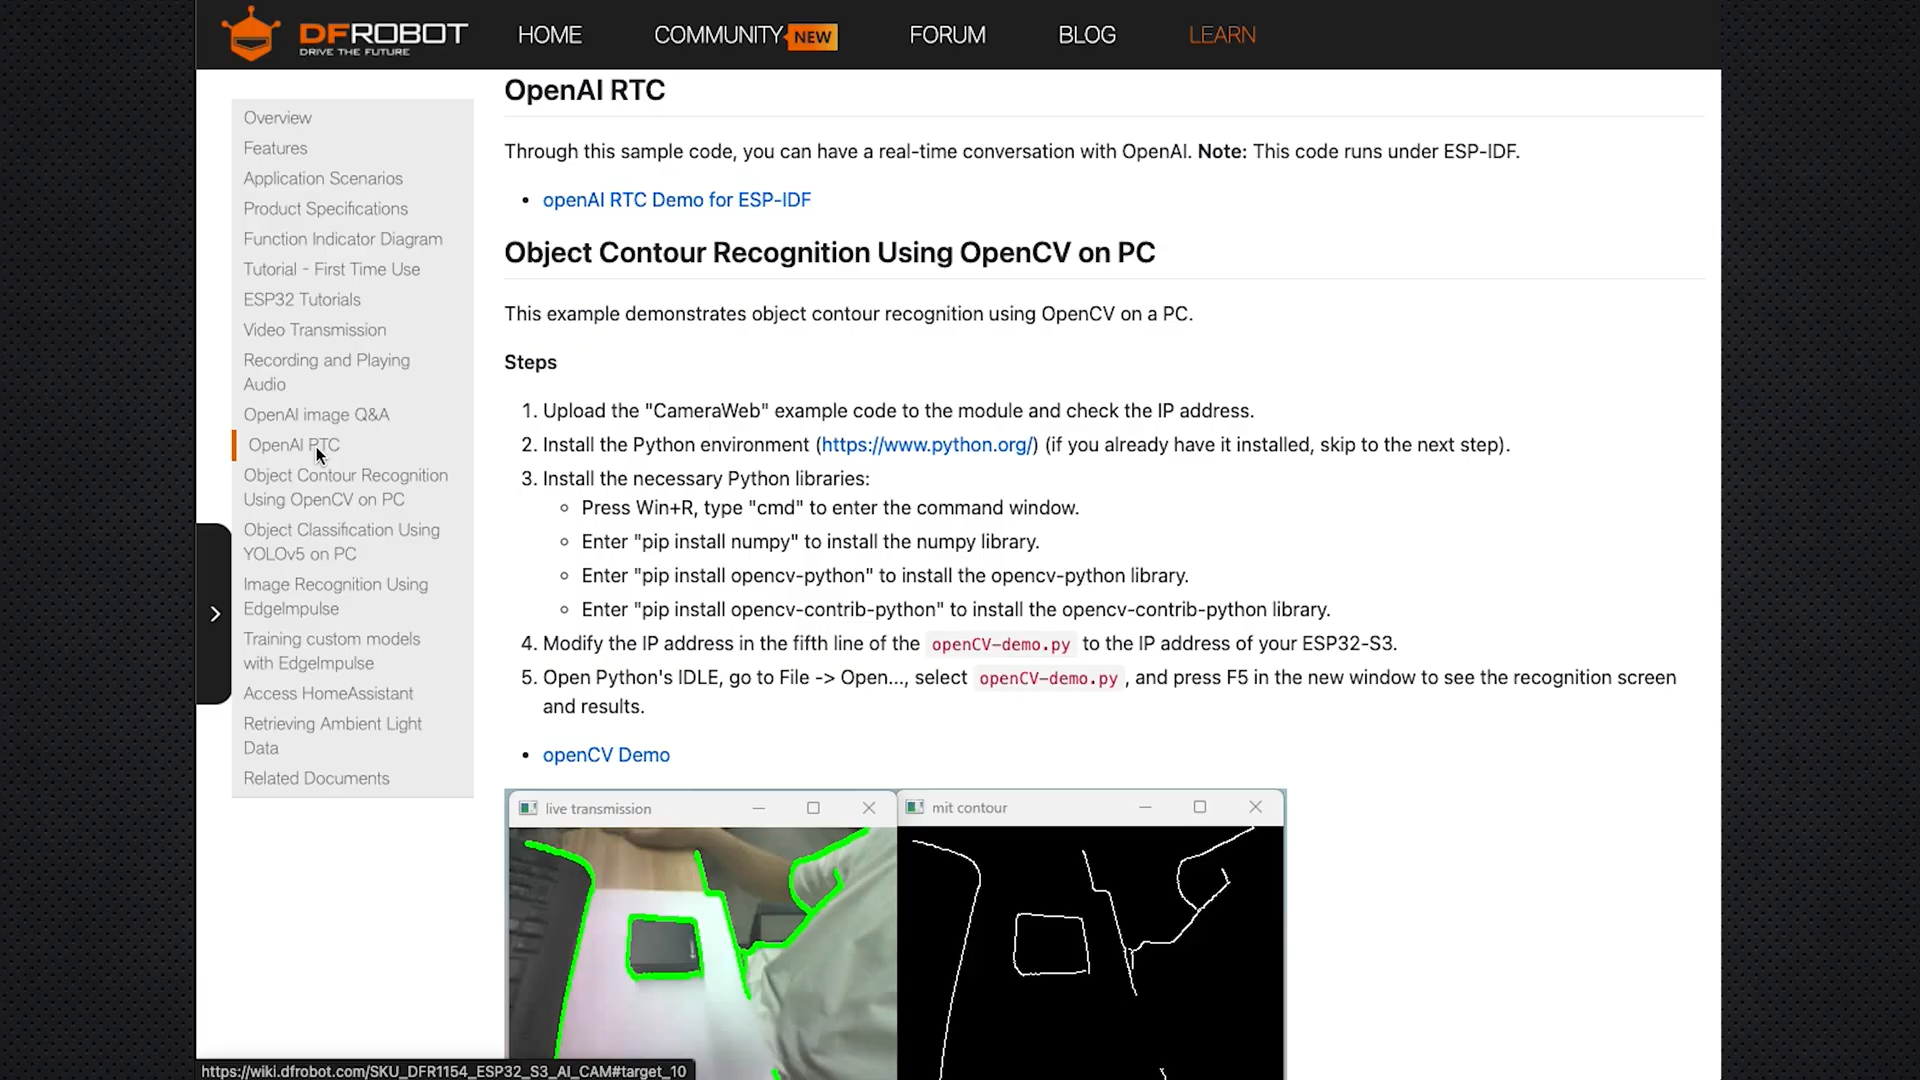 DFROBOT
DRIVE THE FUTURE
HOME
COMMUNITY
NEW
FORUM
BLOG
LEARN
Overview
Features
Application Scenarios
Product Specifications
Function Indicator Diagram
Tutorial - First Time Use
ESP32 Tutorials
Video Transmission
Recording and Playing
Audio
OpenAI image Q&A
OpenAI RTC
Object Contour Recognition
Using OpenCV on PC
Object Classification Using
YOLOv5 on PC
Image Recognition Using
EdgeImpulse
Training custom models
with EdgeImpulse
Access HomeAssistant
Retrieving Ambient Light
Data
Related Documents
OpenAI RTC
Through this sample code, you can have a real-time conversation with OpenAI. Note: This code runs under ESP-IDF.
• openAI RTC Demo for ESP-IDF
Object Contour Recognition Using OpenCV on PC
This example demonstrates object contour recognition using OpenCV on a PC.
Steps
1. Upload the "CameraWeb" example code to the module and check the IP address.
2. Install the Python environment (https://www.python.org/) (if you already have it installed, skip to the next step).
3. Install the necessary Python libraries:
○ Press Win+R, type "cmd" to enter the command window.
○ Enter "pip install numpy" to install the numpy library.
○ Enter "pip install opencv-python" to install the opencv-python library.
○ Enter "pip install opencv-contrib-python" to install the opencv-contrib-python library.
4. Modify the IP address in the fifth line of the openCV-demo.py to the IP address of your ESP32-S3.
5. Open Python's IDLE, go to File -> Open..., select openCV-demo.py, and press F5 in the new window to see the recognition screen
and results.
• openCV Demo
live transmission
mit contour
https://wiki.dfrobot.com/SKU_DFR1154_ESP32_S3_AI_CAM#target_10